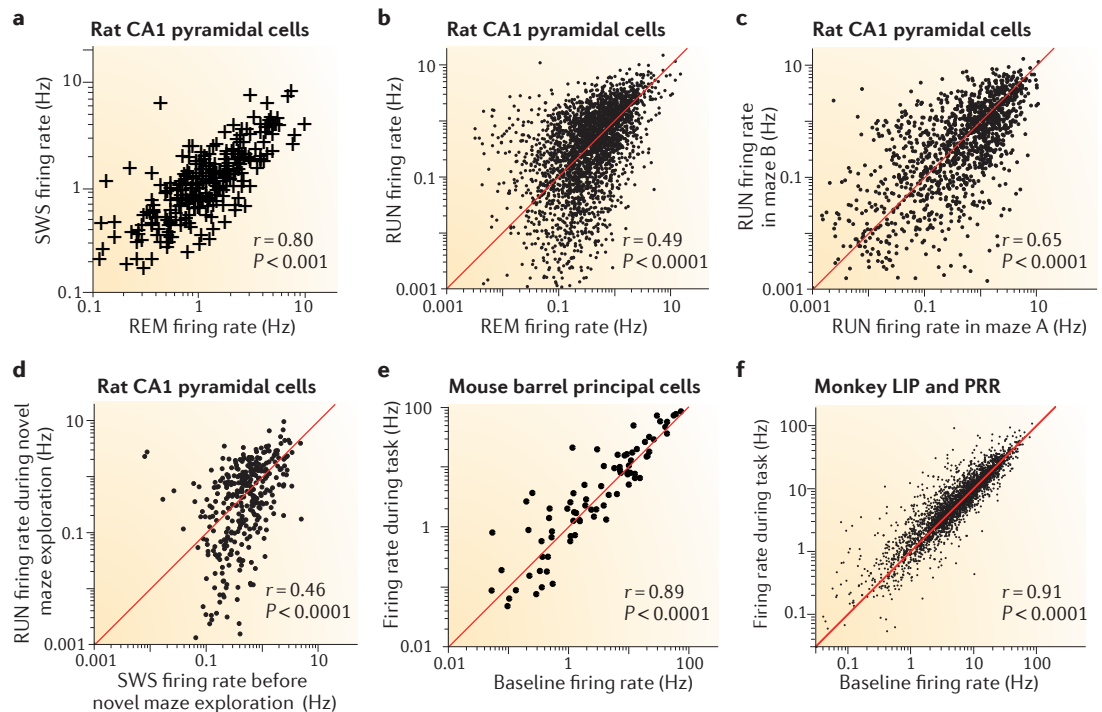 a
Rat CA1 pyramidal cells
SWS firing rate (Hz)
10
1
0.1
0.1
1
10
REM firing rate (Hz)
r = 0.80
P < 0.001
b
Rat CA1 pyramidal cells
RUN firing rate (Hz)
10
1
0.1
0.001
0.001
0.1
10
REM firing rate (Hz)
r = 0.49
P < 0.0001
c
Rat CA1 pyramidal cells
RUN firing rate
in maze B (Hz)
10
1
0.1
0.001
0.001
0.1
10
RUN firing rate in maze A (Hz)
r = 0.65
P < 0.0001
d
Rat CA1 pyramidal cells
RUN firing rate during novel
maze exploration (Hz)
10
0.1
0.001
0.001
0.1
10
SWS firing rate before
novel maze exploration (Hz)
r = 0.46
P < 0.0001
e
Mouse barrel principal cells
Firing rate during task (Hz)
100
1
0.01
0.01
1
100
Baseline firing rate (Hz)
r = 0.89
P < 0.0001
f
Monkey LIP and PRR
Firing rate during task (Hz)
100
10
1
0.1
0.1
1
10
100
Baseline firing rate (Hz)
r = 0.91
P < 0.0001